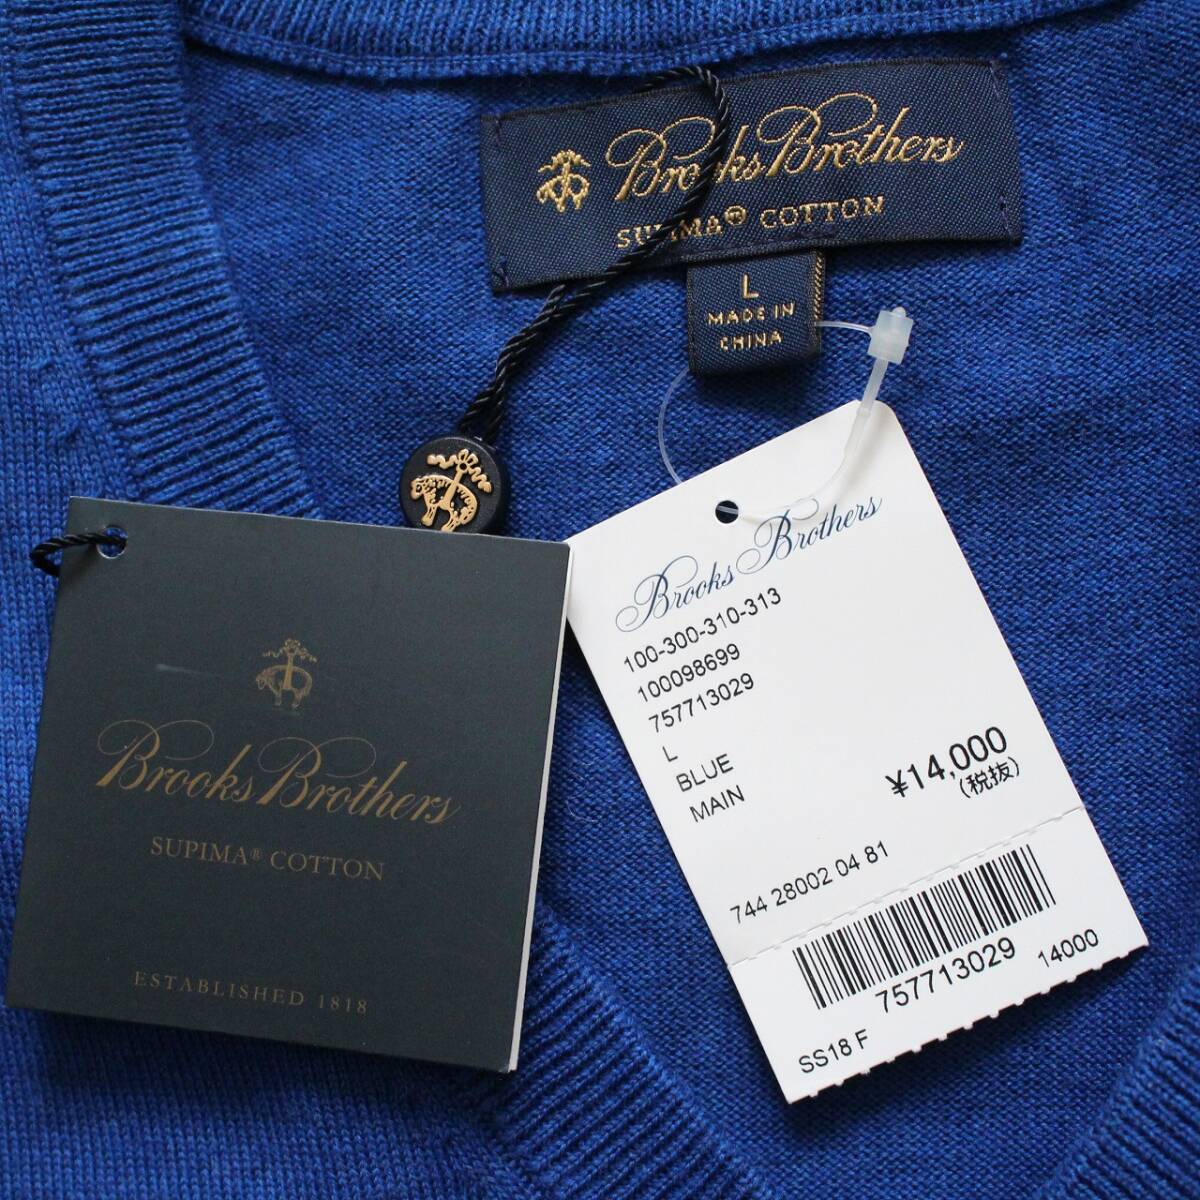 Brooks Brothers
SUPIMA® COTTON
L
MADE IN
CHINA
Brooks Brothers
SUPIMA® COTTON
ESTABLISHED 1818
Brooks Brothers
100-300-310-313
100098699
757713029
L
BLUE
MAIN
¥14,000
(税抜)
744 28002 04 81
757713029
14000
SS18 F